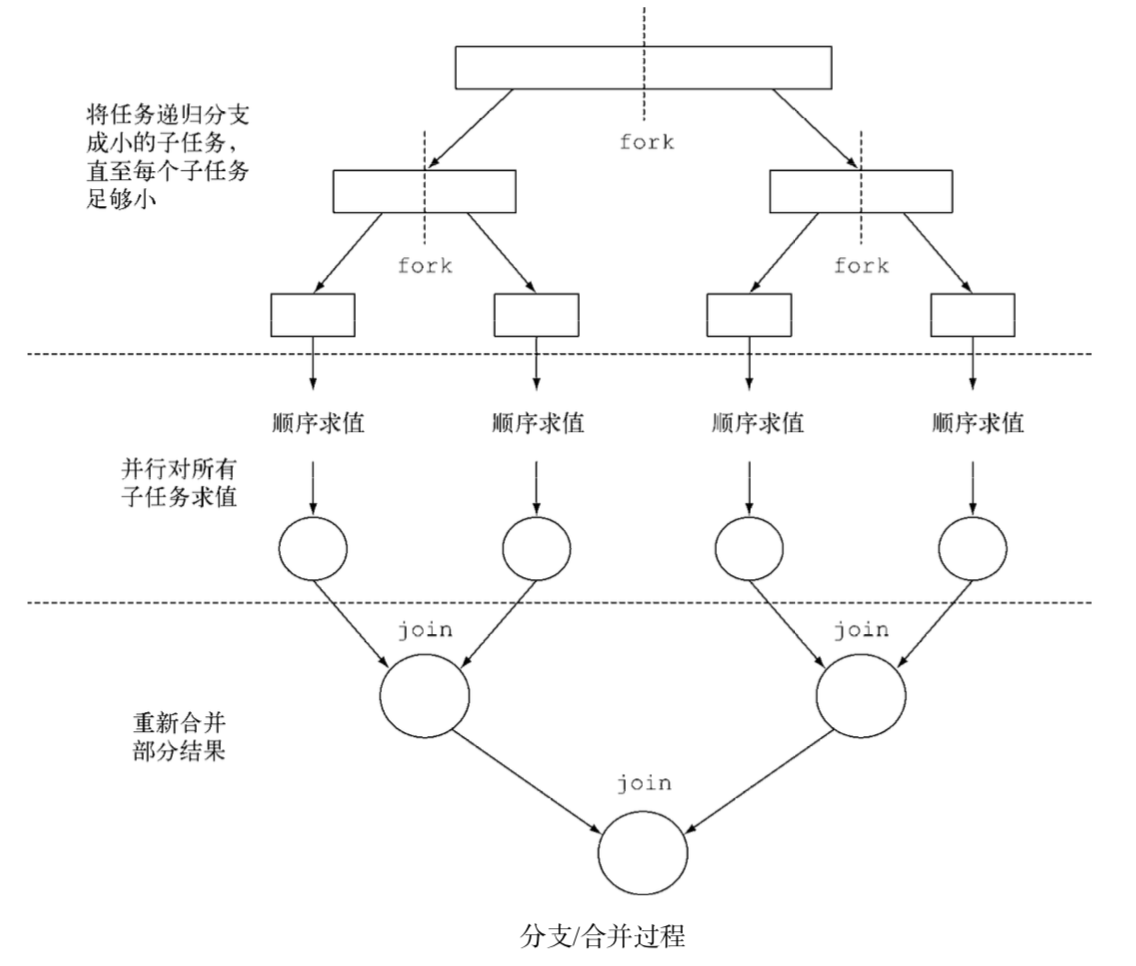 fork
将任务递归分支
成小的子任务，
直至每个子任务
足够小
fork
fork
顺序求值
顺序求值
顺序求值
顺序求值
并行对所有
子任务求值
join
join
重新合并
部分结果
join
分支/合并过程